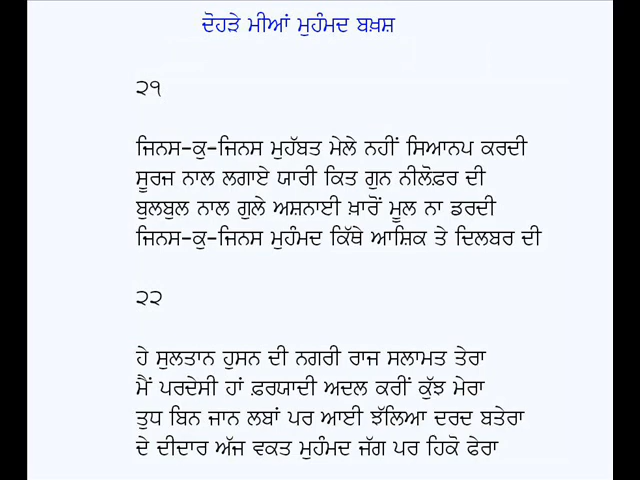 ਦੋਹੜੇ ਮੀਆਂ ਮੁਹੰਮਦ ਬਖ਼ਸ਼
੨੧
ਜਿਨਸ-ਕੁ-ਜਿਨਸ ਮੁਹੱਬਤ ਮੇਲੇ ਨਹੀਂ ਸਿਆਨਪ ਕਰਦੀ
ਸੂਰਜ ਨਾਲ ਲਗਾਏ ਯਾਰੀ ਕਿਤ ਗੁਨ ਨੀਲੋਫ਼ਰ ਦੀ
ਬੁਲਬੁਲ ਨਾਲ ਗੁਲੇ ਅਸ਼ਨਾਈ ਖ਼ਾਰੋਂ ਮੂਲ ਨਾ ਡਰਦੀ
ਜਿਨਸ-ਕੁ-ਜਿਨਸ ਮੁਹੰਮਦ ਕਿੱਥੇ ਆਸ਼ਿਕ ਤੇ ਦਿਲਬਰ ਦੀ
੨੨
ਹੇ ਸੁਲਤਾਨ ਹੁਸਨ ਦੀ ਨਗਰੀ ਰਾਜ ਸਲਾਮਤ ਤੇਰਾ
ਮੈਂ ਪਰਦੇਸੀ ਹਾਂ ਫ਼ਰਯਾਦੀ ਅਦਲ ਕਰੀਂ ਕੁੱਝ ਮੇਰਾ
ਤੁਧ ਬਿਨ ਜਾਨ ਲਬਾਂ ਪਰ ਆਈ ਝੱਲਿਆ ਦਰਦ ਬਤੇਰਾ
ਦੇ ਦੀਦਾਰ ਅੱਜ ਵਕਤ ਮੁਹੰਮਦ ਜੱਗ ਪਰ ਹਿਕੋ ਫੇਰਾ